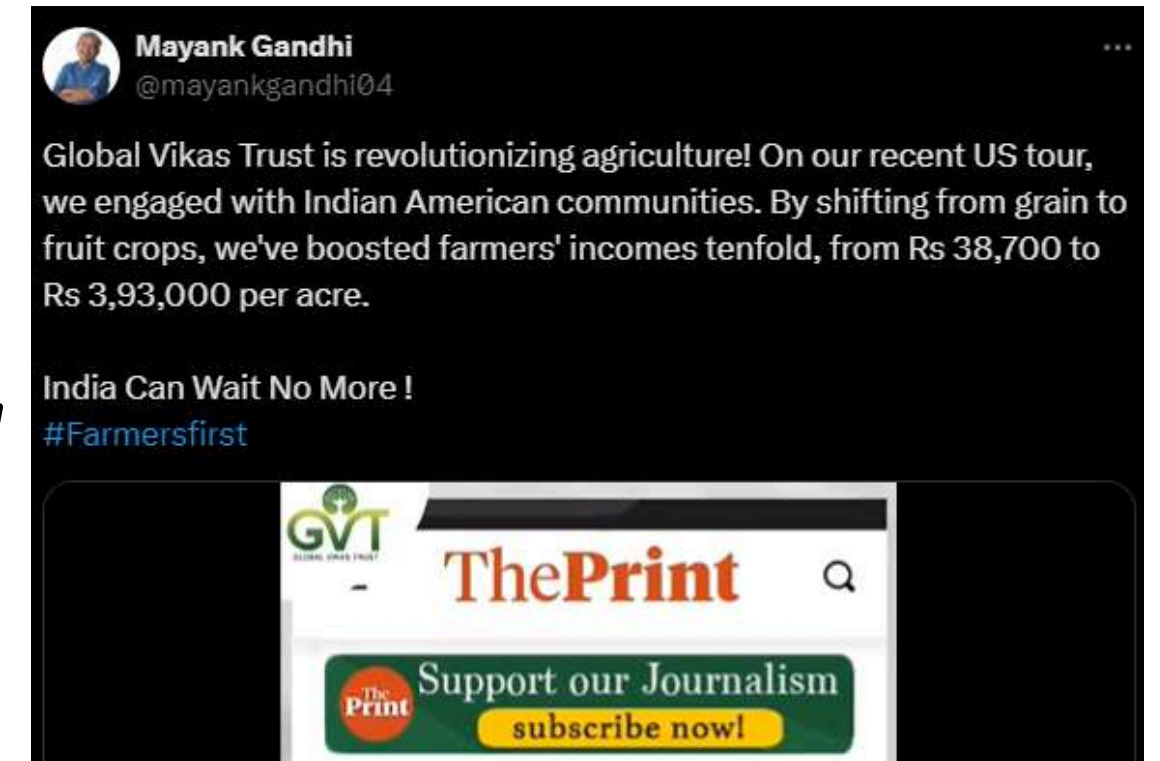 Mayank Gandhi
@mayankgandhi04
Global Vikas Trust is revolutionizing agriculture! On our recent US tour,
we engaged with Indian American communities. By shifting from grain to
fruit crops, we've boosted farmers' incomes tenfold, from Rs 38,700 to
Rs 3,93,000 per acre.
India Can Wait No More !
#Farmersfirst
GVT
GLOBAL VIKAS TRUST
ThePrint
The
Print
Support our Journalism
subscribe now!